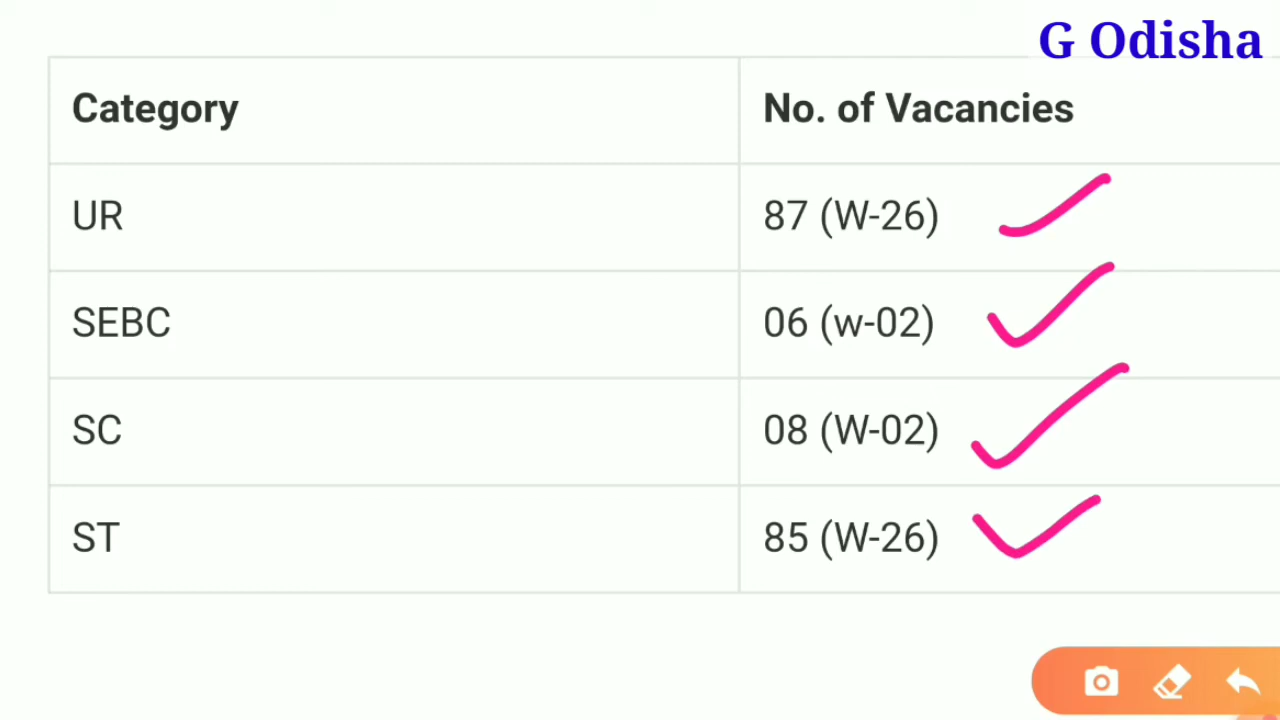 G Odisha
Category No. of Vacancies
UR 87 (W-26)
SEBC 06 (w-02)
SC 08 (W-02)
ST 85 (W-26)